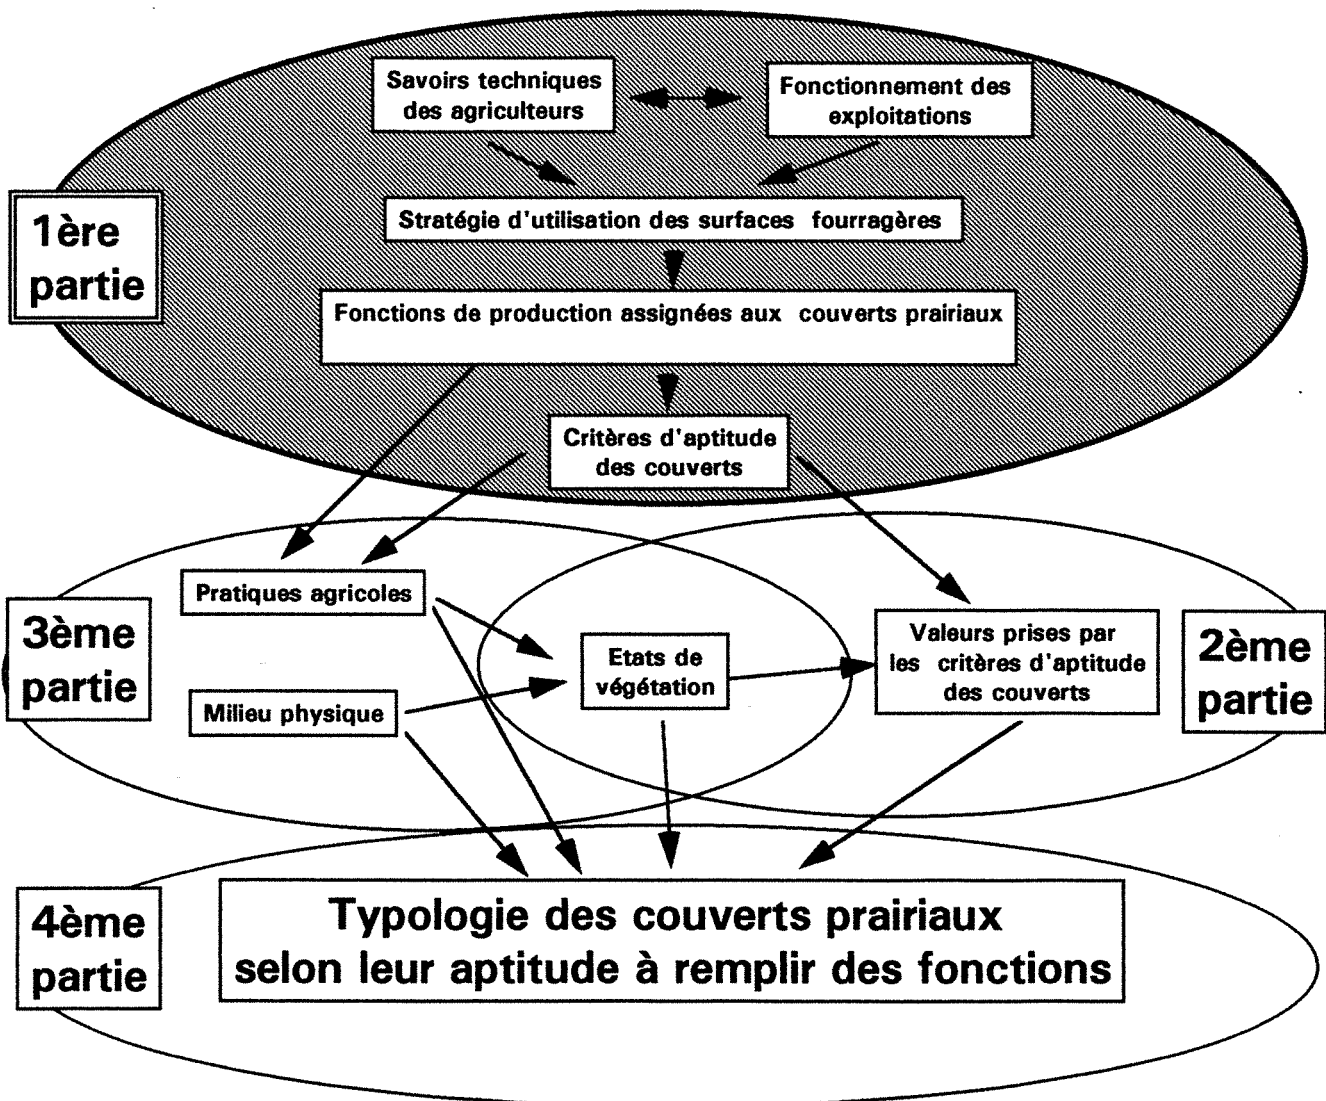 Savoirs techniques
des agriculteurs
Fonctionnement des
exploitations
1ère
partie
Stratégie d'utilisation des surfaces fourragères
Fonctions de production assignées aux couverts prairiaux
Critères d'aptitude
des couverts
Pratiques agricoles
3ème
partie
Etats de
végétation
Valeurs prises par
les critères d'aptitude
des couverts
2ème
partie
Milieu physique
4ème
partie
Typologie des couverts prairiaux
selon leur aptitude à remplir des fonctions